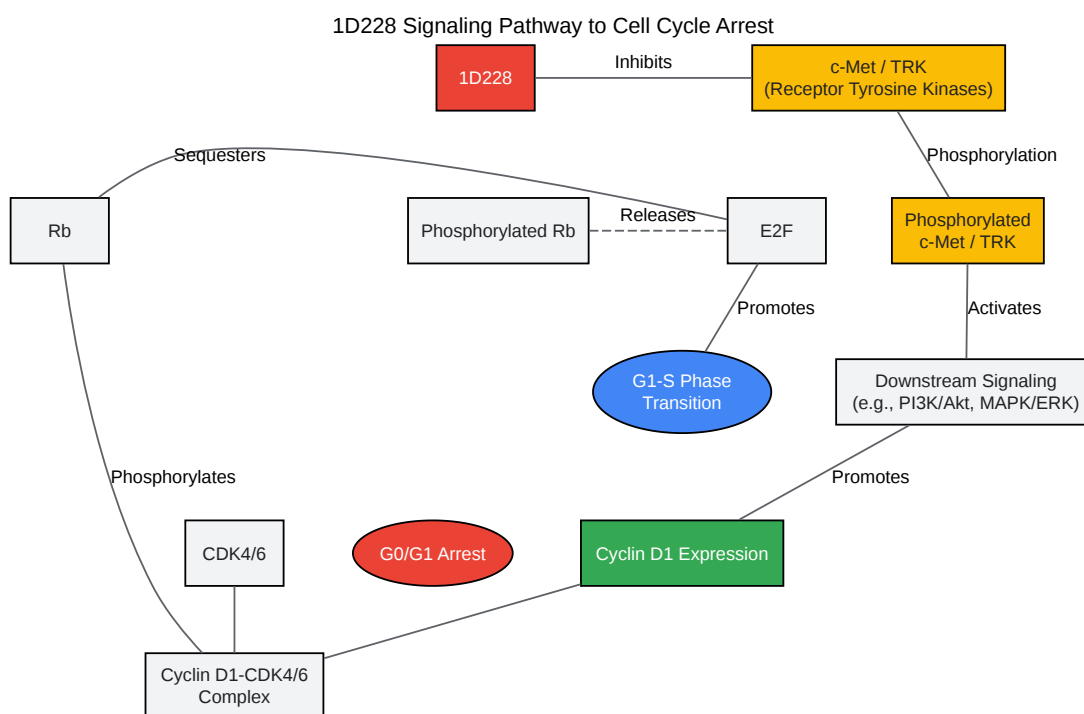 1D228 Signaling Pathway to Cell Cycle Arrest
1D228
Inhibits
c-Met / TRK
(Receptor Tyrosine Kinases)
Sequesters
Phosphorylation
Rb
Phosphorylated Rb
Releases
E2F
Phosphorylated
c-Met / TRK
Promotes
Activates
G1-S Phase
Transition
Downstream Signaling
(e.g., PI3K/Akt, MAPK/ERK)
Phosphorylates
Promotes
CDK4/6
G0/G1 Arrest
Cyclin D1 Expression
Cyclin D1-CDK4/6
Complex